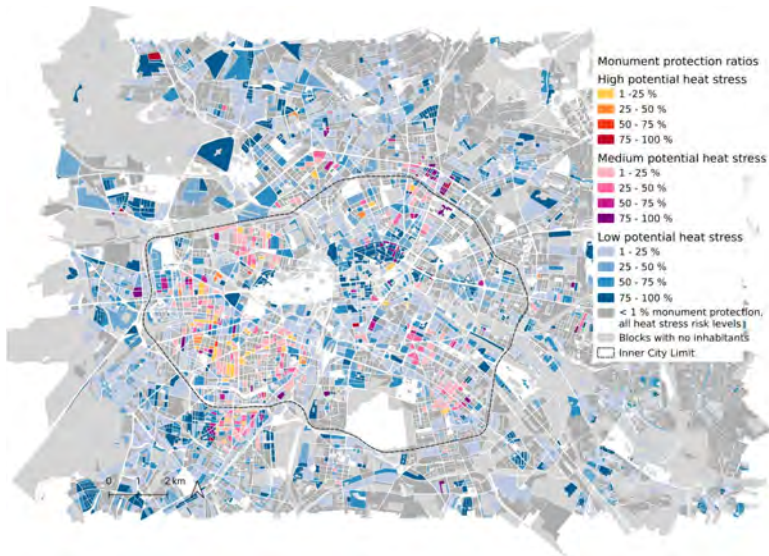 Monument protection ratios
High potential heat stress
1 -25 %
25 - 50 %
50 - 75 %
75 - 100 %
Medium potential heat stress
1 - 25 %
25 - 50 %
50 - 75 %
75 - 100 %
Low potential heat stress
1 - 25 %
25 - 50 %
50 - 75 %
75 - 100 %
< 1 % monument protection,
all heat stress risk levels
Blocks with no inhabitants
Inner City Limit
0 1 2 km